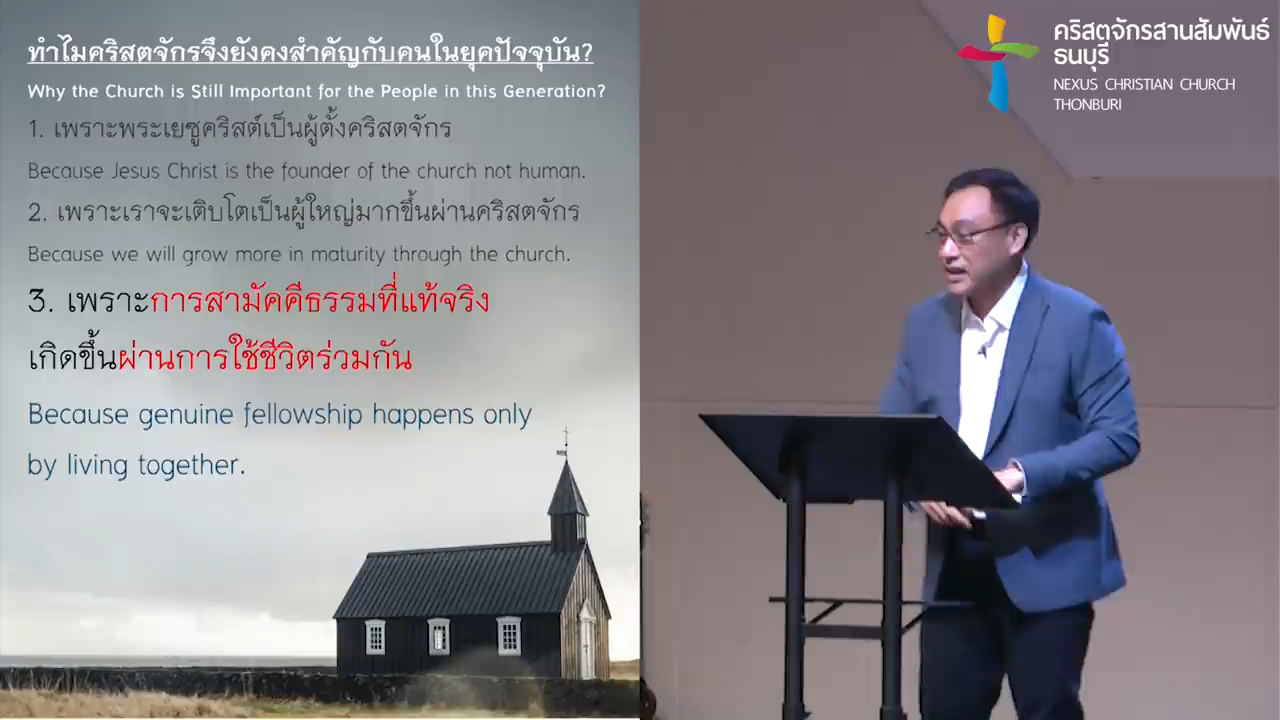 ทำไมคริสตจักรจึงยังคงสำคัญกับคนในยุคปัจจุบัน?
Why the Church is Still Important for the People in this Generation?
1. เพราะพระเยซูคริสต์เป็นผู้ตั้งคริสตจักร
Because Jesus Christ is the founder of the church not human.
2. เพราะเราจะเติบโตเป็นผู้ใหญ่มากขึ้นผ่านคริสตจักร
Because we will grow more in maturity through the church.
3. เพราะการสามัคคีธรรมที่แท้จริง
เกิดขึ้นผ่านการใช้ชีวิตร่วมกัน
Because genuine fellowship happens only
by living together.
คริสตจักรสานสัมพันธ์
ธนบุรี
NEXUS CHRISTIAN CHURCH
THONBURI